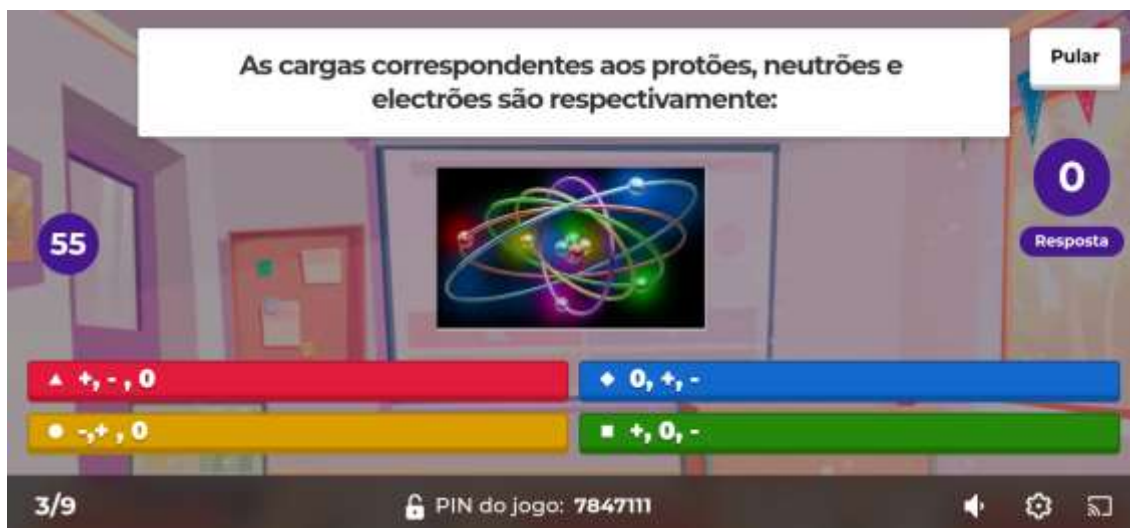 As cargas correspondentes aos protões, neutrões e
electrões são respectivamente:
Pular
55
0
Resposta
+, - , 0
0, +, -
-,+ , 0
+, 0, -
3/9
PIN do jogo: 7847111